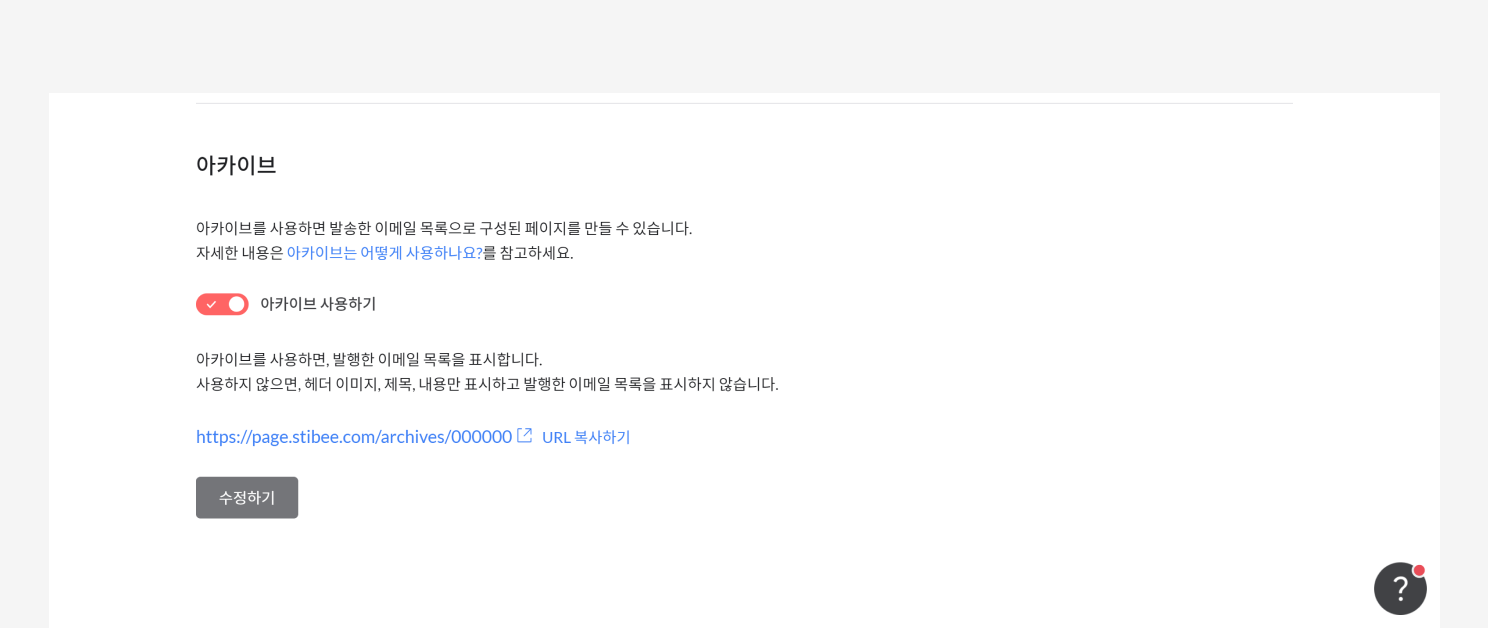 아카이브
아카이브를 사용하면 발송한 이메일 목록으로 구성된 페이지를 만들 수 있습니다.
자세한 내용은 아카이브는 어떻게 사용하나요?를 참고하세요.
아카이브 사용하기
아카이브를 사용하면, 발행한 이메일 목록을 표시합니다.
사용하지 않으면, 헤더 이미지, 제목, 내용만 표시하고 발행한 이메일 목록을 표시하지 않습니다.
https://page.stibee.com/archives/000000 URL 복사하기
수정하기
?